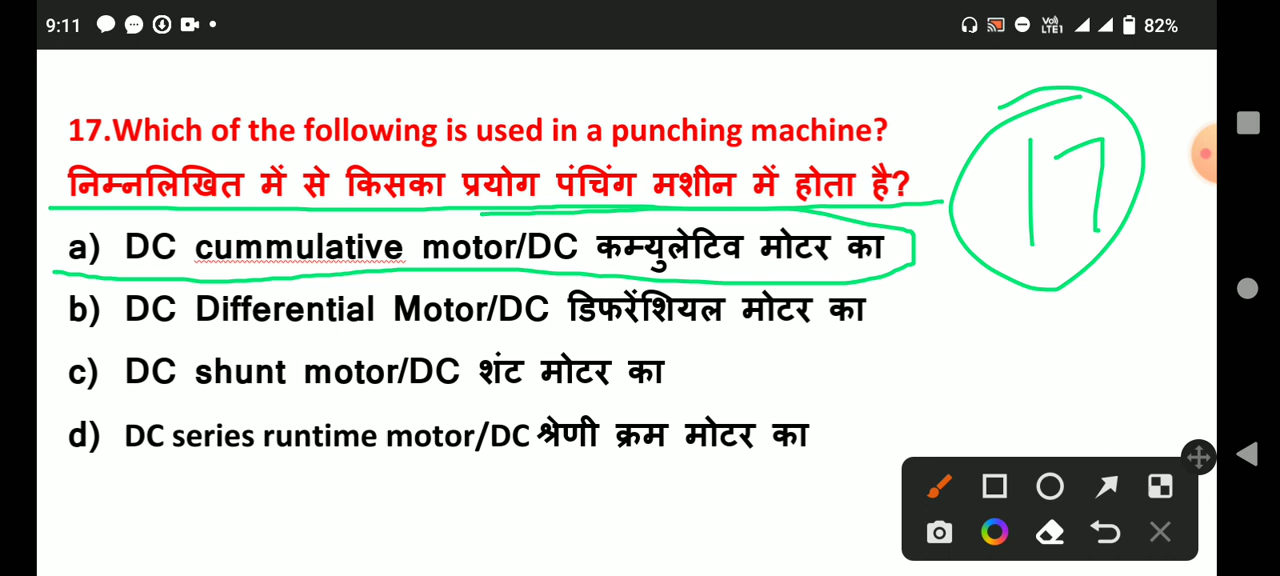 9:11 Vo) LTE1 82%
17.Which of the following is used in a punching machine?
निम्नलिखित में से किसका प्रयोग पंचिंग मशीन में होता है?
17
a) DC cummulative motor/DC कम्युलेटिव मोटर का
b) DC Differential Motor/DC डिफरेंशियल मोटर का
c) DC shunt motor/DC शंट मोटर का
d) DC series runtime motor/DC श्रेणी क्रम मोटर का